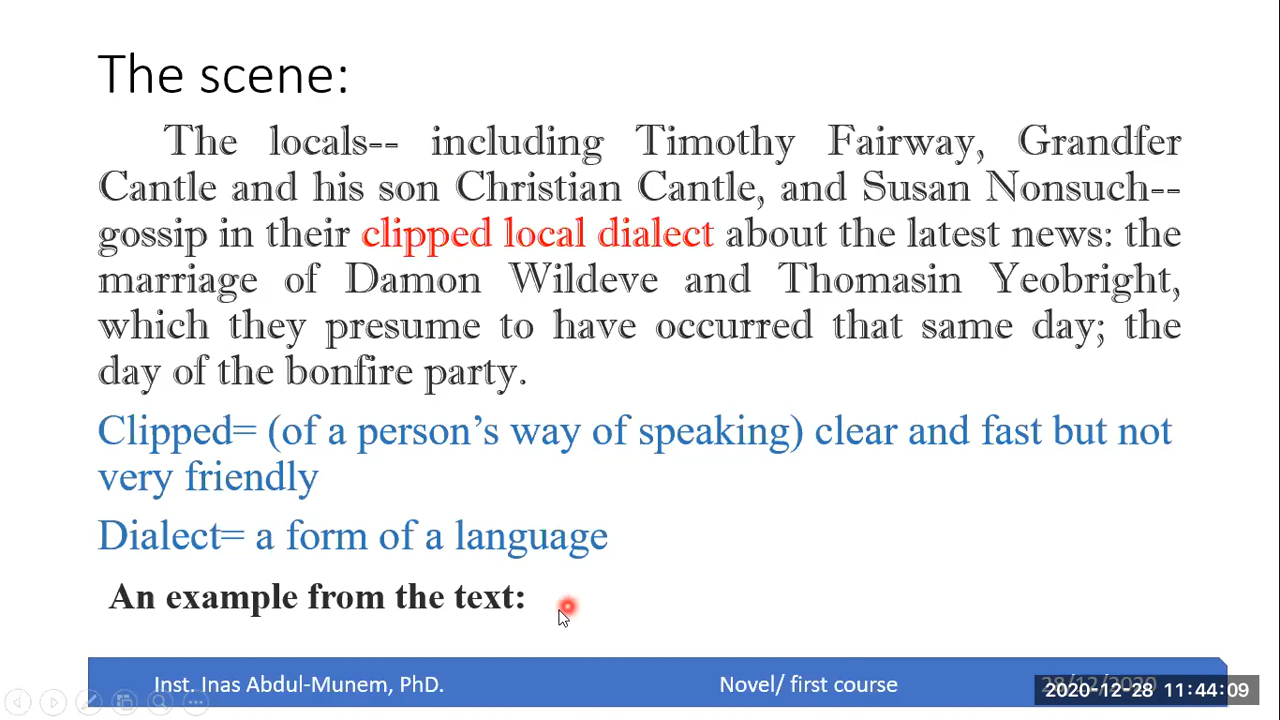 The scene:
The locals-- including Timothy Fairway, Grandfer
Cantle and his son Christian Cantle, and Susan Nonsuch--
gossip in their clipped local dialect about the latest news: the
marriage of Damon Wildeve and Thomasin Yeobright,
which they presume to have occurred that same day; the
day of the bonfire party.
Clipped= (of a person’s way of speaking) clear and fast but not
very friendly
Dialect= a form of a language
An example from the text:
Inst. Inas Abdul-Munem, PhD.
Novel/ first course
2020-12-28 11:44:09